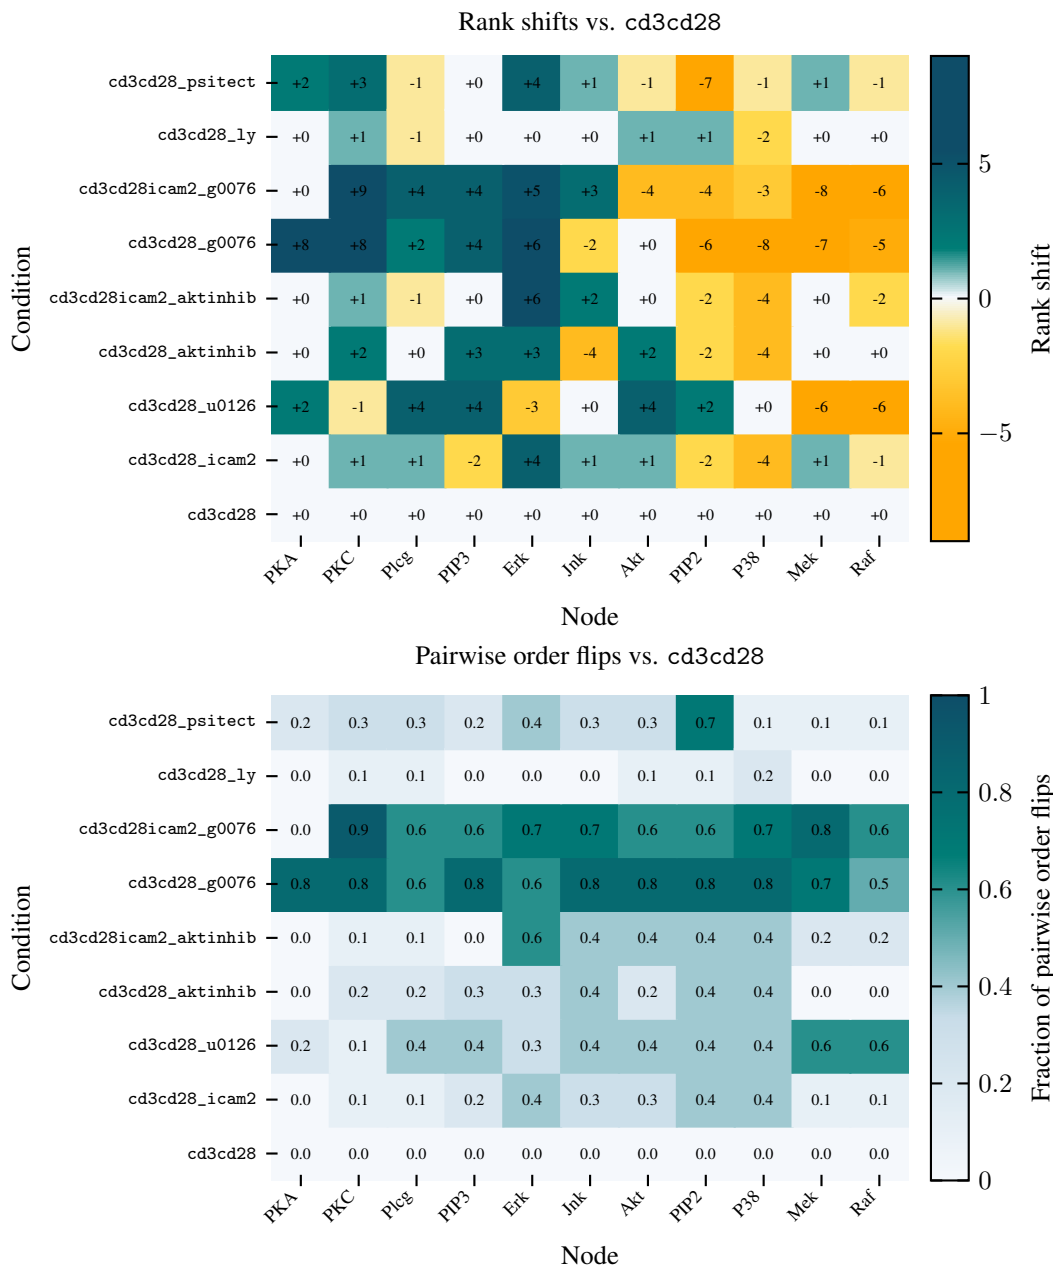 Rank shifts vs. cd3cd28
cd3cd28_psitect +2 +3 -1 +0 +4 +1 -1 -7 -1 +1 -1
cd3cd28_ly +0 +1 -1 +0 +0 +0 +1 +1 -2 +0 +0
cd3cd28icam2_g0076 +0 +9 +4 +4 +5 +3 -4 -4 -3 -8 -6
cd3cd28_g0076 +8 +8 +2 +4 +6 -2 +0 -6 -8 -7 -5
cd3cd28icam2_aktinhib +0 +1 -1 +0 +6 +2 +0 -2 -4 +0 -2
cd3cd28_aktinhib +0 +2 +0 +3 +3 -4 +2 -2 -4 +0 +0
cd3cd28_u0126 +2 -1 +4 +4 -3 +0 +4 +2 +0 -6 -6
cd3cd28_icam2 +0 +1 +1 -2 +4 +1 +1 -2 -4 +1 -1
cd3cd28 +0 +0 +0 +0 +0 +0 +0 +0 +0 +0 +0
PKA PKC Plcg PIP3 Erk Jnk Akt PIP2 P38 Mek Raf
Node
Condition
5
0
−5
Rank shift
Pairwise order flips vs. cd3cd28
cd3cd28_psitect 0.2 0.3 0.3 0.2 0.4 0.3 0.3 0.7 0.1 0.1 0.1
cd3cd28_ly 0.0 0.1 0.1 0.0 0.0 0.0 0.1 0.1 0.2 0.0 0.0
cd3cd28icam2_g0076 0.0 0.9 0.6 0.6 0.7 0.7 0.6 0.6 0.7 0.8 0.6
cd3cd28_g0076 0.8 0.8 0.6 0.8 0.6 0.8 0.8 0.8 0.8 0.7 0.5
cd3cd28icam2_aktinhib 0.0 0.1 0.1 0.0 0.6 0.4 0.4 0.4 0.4 0.2 0.2
cd3cd28_aktinhib 0.0 0.2 0.2 0.3 0.3 0.4 0.2 0.4 0.4 0.0 0.0
cd3cd28_u0126 0.2 0.1 0.4 0.4 0.3 0.4 0.4 0.4 0.4 0.6 0.6
cd3cd28_icam2 0.0 0.1 0.1 0.2 0.4 0.3 0.3 0.4 0.4 0.1 0.1
cd3cd28 0.0 0.0 0.0 0.0 0.0 0.0 0.0 0.0 0.0 0.0 0.0
PKA PKC Plcg PIP3 Erk Jnk Akt PIP2 P38 Mek Raf
Node
Condition
1
0.8
0.6
0.4
0.2
0
Fraction of pairwise order flips